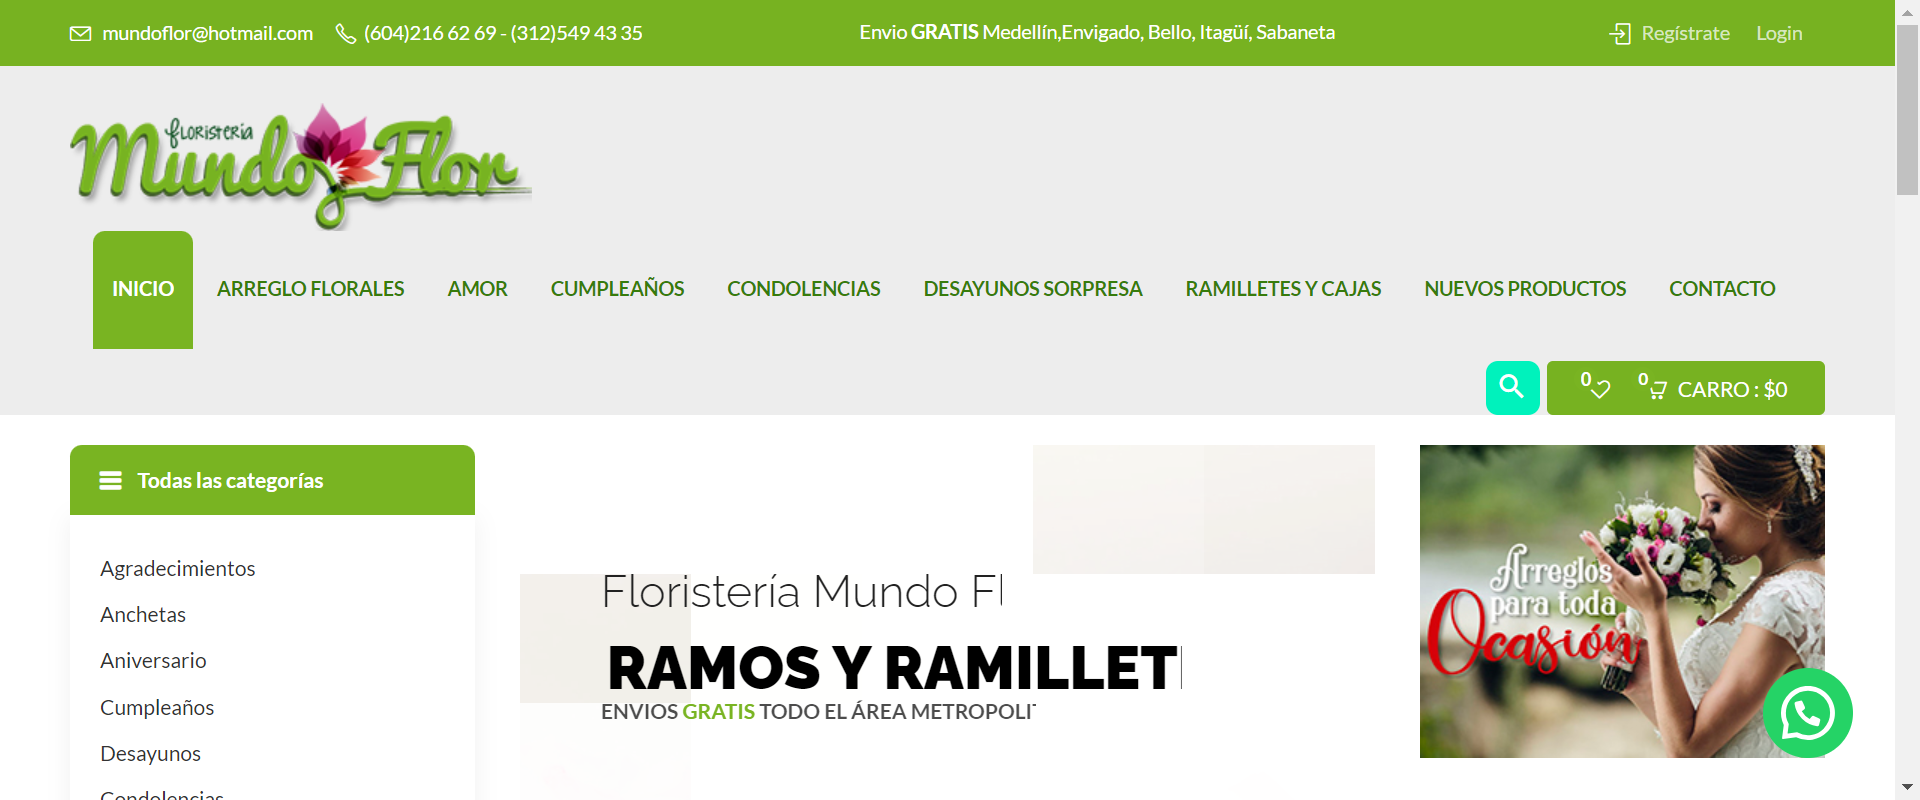 mundoflor@hotmail.com (604)216 62 69 - (312)549 43 35 Envio GRATIS Medellín,Envigado, Bello, Itagüí, Sabaneta Regístrate Login
floristería
Mundo Flor
INICIO ARREGLO FLORALES AMOR CUMPLEAÑOS CONDOLENCIAS DESAYUNOS SORPRESA RAMILLETES Y CAJAS NUEVOS PRODUCTOS CONTACTO
0 0 CARRO : $0
Todas las categorías
Agradecimientos
Anchetas
Aniversario
Cumpleaños
Desayunos
Condolencias
Floristería Mundo Fl
RAMOS Y RAMILLET
ENVIOS GRATIS TODO EL ÁREA METROPOLI
Arreglos
para toda
Ocasión